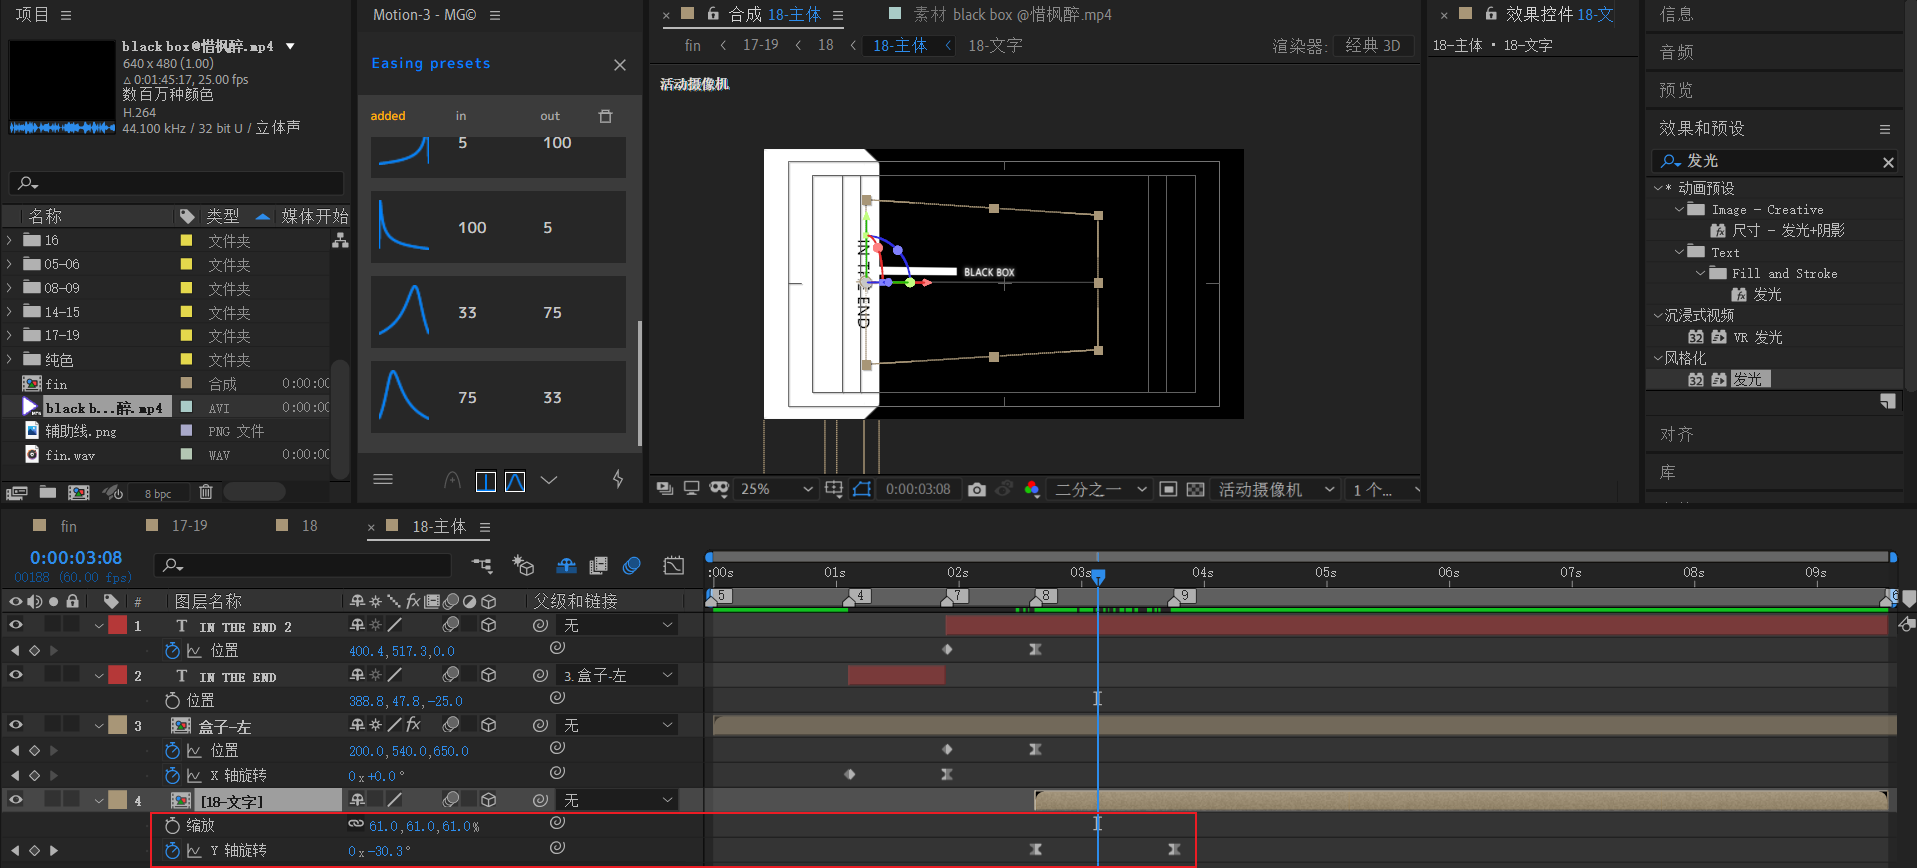 项目
black box@惜枫醉.mp4
640 x 480 (1.00)
△ 0:01:45:17, 25.00 fps
数百万种颜色
H.264
44.100 kHz / 32 bit U / 立体声
名称 类型 媒体开始
16 文件夹
05-06 文件夹
08-09 文件夹
14-15 文件夹
17-19 文件夹
纯色 文件夹
fin 合成 0:00:00
black b...醉.mp4 AVI 0:00:00
辅助线.png PNG 文件
fin.wav WAV 0:00:00
8 bpc
Motion-3 - MG©
Easing presets
added in out
5 100
100 5
33 75
75 33
合成 18-主体 素材 black box @惜枫醉.mp4
fin 17-19 18 18-主体 18-文字 渲染器: 经典 3D
活动摄像机
IN THE END
BLACK BOX
25% 0:00:03:08 二分之一 活动摄像机 1 个...
效果控件 18-文
18-主体 · 18-文字
信息
音频
预览
效果和预设
发光
* 动画预设
Image - Creative
尺寸 - 发光+阴影
Text
Fill and Stroke
发光
沉浸式视频
32 VR 发光
风格化
32 发光
对齐
库
fin 17-19 18 18-主体
0:00:03:08
00188 (60.00 fps)
:00s 01s 02s 03s 04s 05s 06s 07s 08s 09s
5 4 7 8 9 6
# 图层名称 fx 父级和链接
1 T IN THE END 2 无
位置 400.4,517.3,0.0
2 T IN THE END 3. 盒子-左
位置 388.8,47.8,-25.0
3 盒子-左 fx 无
位置 200.0,540.0,650.0
X 轴旋转 0x+0.0°
4 [18-文字] 无
缩放 61.0,61.0,61.0%
Y 轴旋转 0x-30.3°